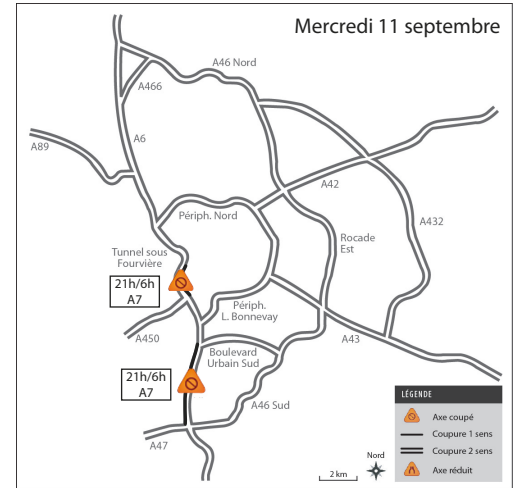 Mercredi 11 septembre
A46 Nord
A466
A6
A89
A42
Périph. Nord
A432
Rocade
Est
Tunnel sous
Fourvière
21h/6h
A7
Périph.
L. Bonnevay
A450
A43
Boulevard
Urbain Sud
21h/6h
A7
A46 Sud
A47
LÉGENDE
Axe coupé
Coupure 1 sens
Coupure 2 sens
Axe réduit
Nord
2 km